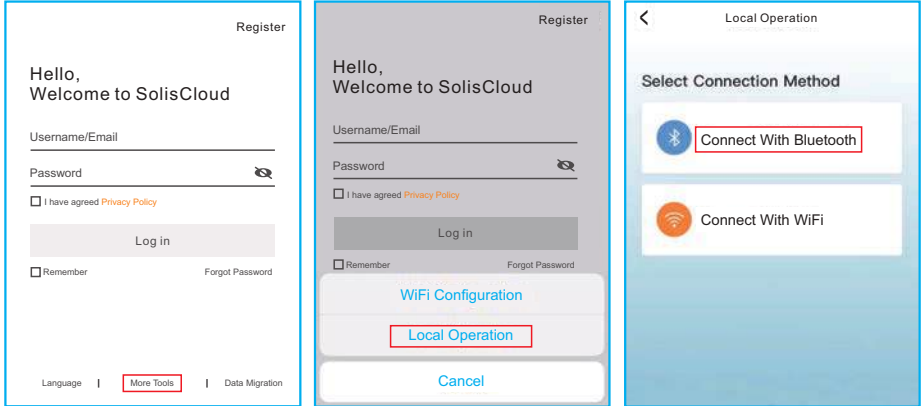 Register
Hello,
Welcome to SolisCloud
Username/Email
Password
I have agreed Privacy Policy
Log in
Remember Forgot Password
Language | More Tools | Data Migration
Register
Hello,
Welcome to SolisCloud
Username/Email
Password
I have agreed Privacy Policy
Log in
Remember Forgot Password
WiFi Configuration
Local Operation
Cancel
Local Operation
Select Connection Method
Connect With Bluetooth
Connect With WiFi